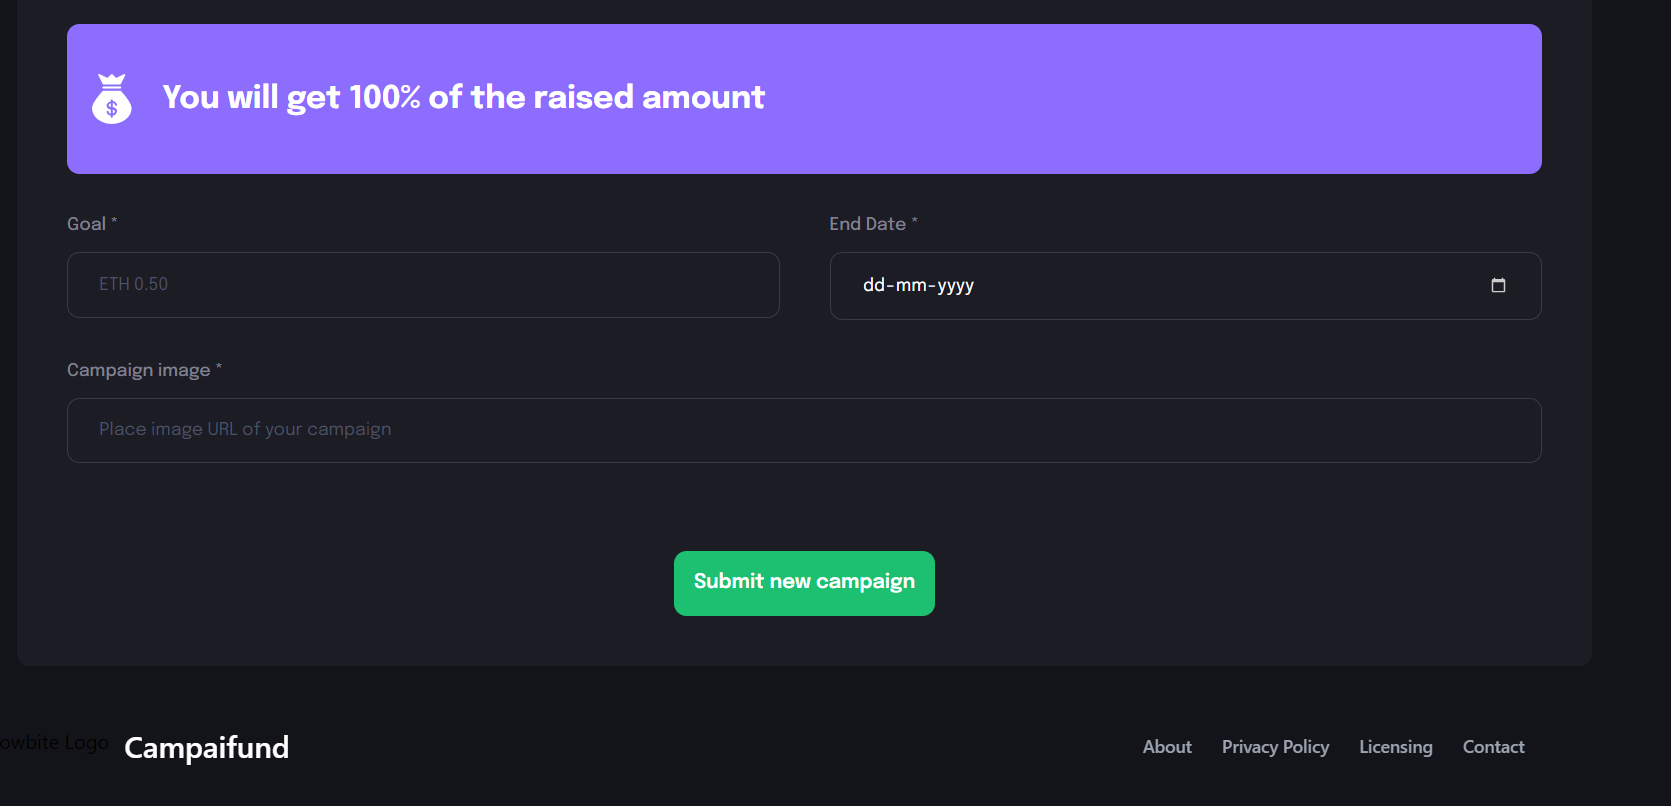 $
You will get 100% of the raised amount
Goal *
End Date *
ETH 0.50
dd-mm-yyyy
Campaign image *
Place image URL of your campaign
Submit new campaign
owbite Logo Campaifund
About Privacy Policy Licensing Contact